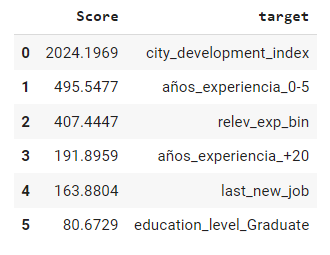 Score target
0 2024.1969 city_development_index
1 495.5477 años_experiencia_0-5
2 407.4447 relev_exp_bin
3 191.8959 años_experiencia_+20
4 163.8804 last_new_job
5 80.6729 education_level_Graduate